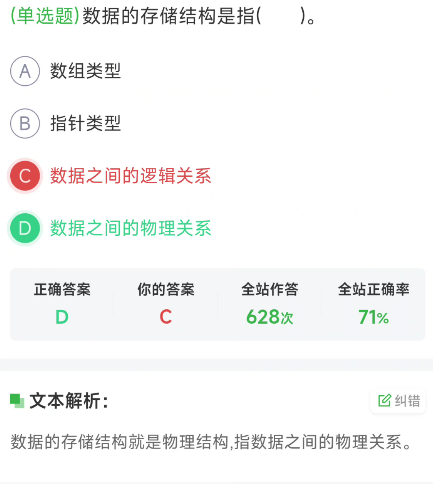 (单选题)数据的存储结构是指(  )。
A 数组类型
B 指针类型
C 数据之间的逻辑关系
D 数据之间的物理关系
正确答案 你的答案 全站作答 全站正确率
D C 628次 71%
文本解析： 纠错
数据的存储结构就是物理结构,指数据之间的物理关系。